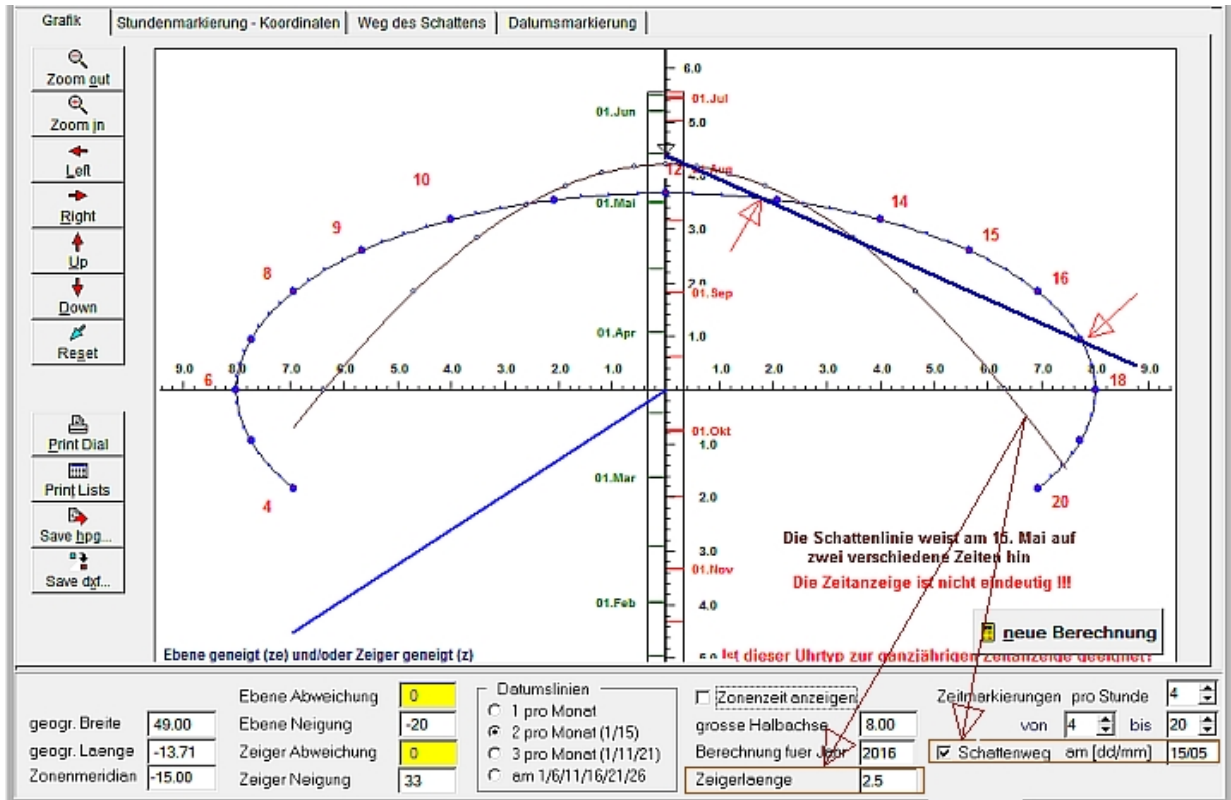 Grafik Stundenmarkierung - Koordinalen Weg des Schattens Datumsmarkierung
Zoom out
Zoom in
Left
Right
Up
Down
Reset
Print Dial
Print Lists
Save hpg...
Save dxf...
6.0
01.Jul
01.Jun
5.0
10
12
01.Mai
14
9
3.0
15
8
16
01.Sep
01.Apr
1.0
9.0 8.0 7.0 6.0 5.0 4.0 3.0 2.0 1.0 1.0 2.0 3.0 4.0 5.0 6.0 7.0 8.0 9.0
6
18
01.Okt
1.0
01.Mar
2.0
4
20
Die Schattenlinie weist am 15. Mai auf
zwei verschiedene Zeiten hin
3.0
01.Nov
Die Zeitanzeige ist nicht eindeutig !!!
01.Feb
4.0
neue Berechnung
Ebene geneigt (ze) und/oder Zeiger geneigt (z)
5.0
Ist dieser Uhrtyp zur ganzjährigen Zeitanzeige geeignet?
geogr. Breite 49.00
geogr. Laenge -13.71
Zonenmeridian -15.00
Ebene Abweichung 0
Ebene Neigung -20
Zeiger Abweichung 0
Zeiger Neigung 33
Datumslinien
1 pro Monat
2 pro Monat (1/15)
3 pro Monat (1/11/21)
am 1/6/11/16/21/26
Zonenzeit anzeigen
grosse Halbachse 8.00
Berechnung fuer Jahr 2016
Zeigerlaenge 2.5
Zeitmarkierungen pro Stunde 4
von 4 bis 20
Schattenweg am [dd/mm] 15/05